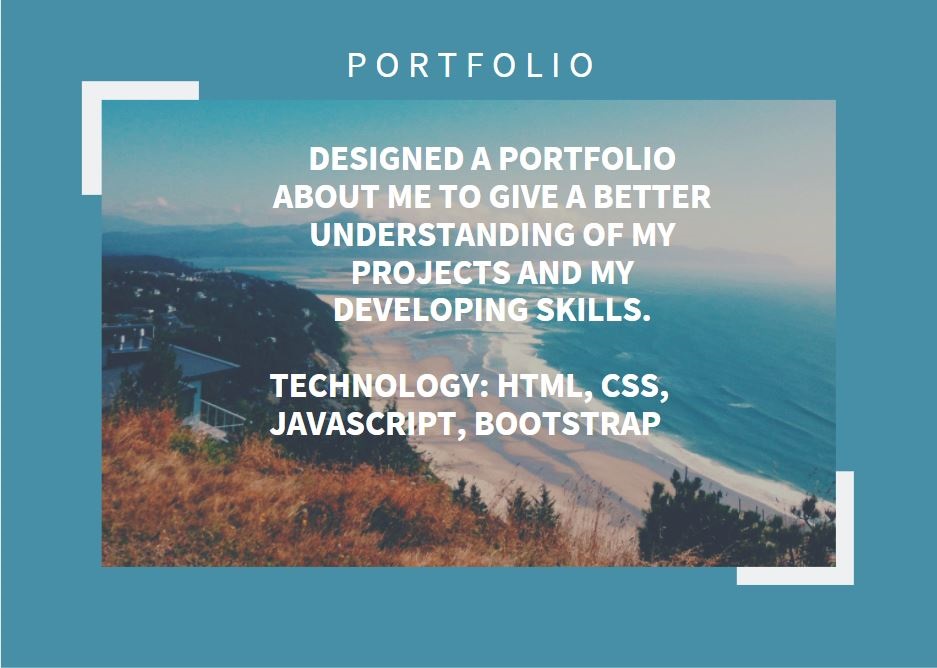 PORTFOLIO
DESIGNED A PORTFOLIO
ABOUT ME TO GIVE A BETTER
UNDERSTANDING OF MY
PROJECTS AND MY
DEVELOPING SKILLS.
TECHNOLOGY: HTML, CSS,
JAVASCRIPT, BOOTSTRAP